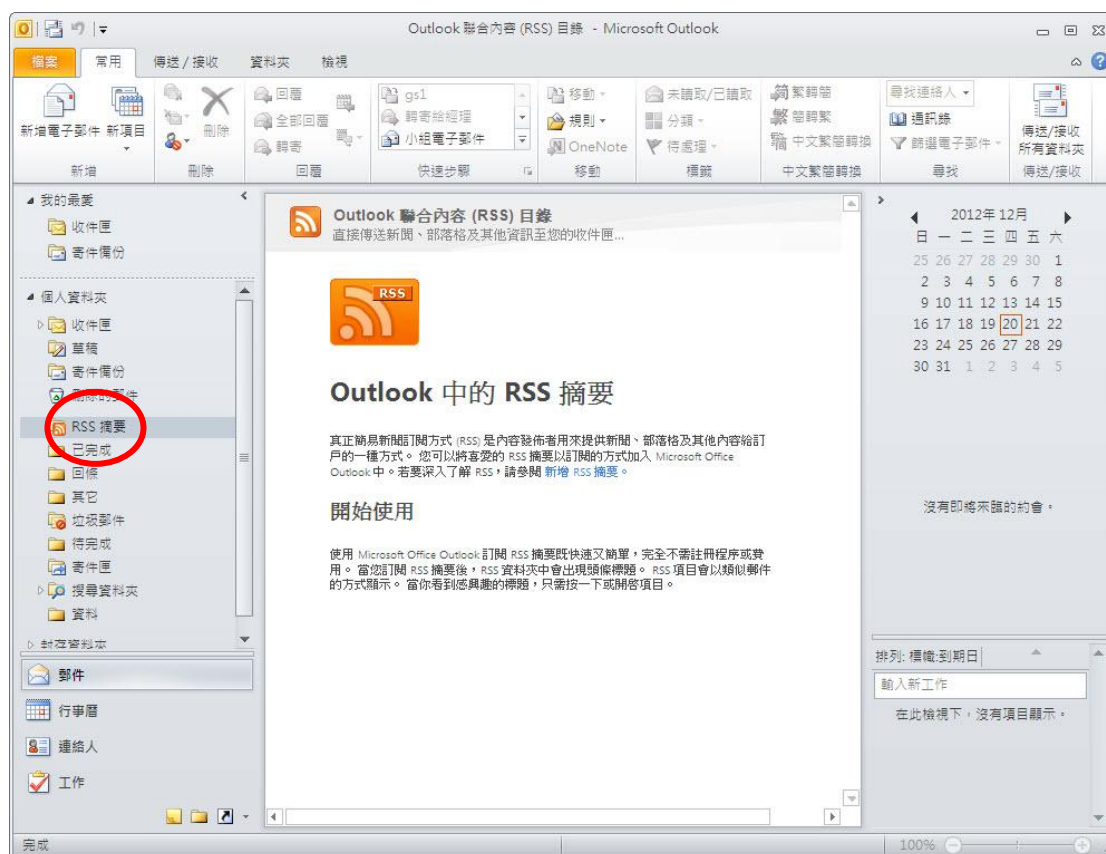 Outlook 聯合內容 (RSS) 目錄 - Microsoft Outlook
檔案 常用 傳送 / 接收 資料夾 檢視
新增電子郵件 新項目
新增
刪除
刪除
回覆
全部回覆
轉寄
回覆
gs1
轉寄給經理
小組電子郵件
快速步驟
移動
規則
OneNote
移動
未讀取/已讀取
分類
待處理
標籤
繁轉簡
簡轉繁
中文繁簡轉換
中文繁簡轉換
尋找連絡人
通訊錄
篩選電子郵件
尋找
傳送/接收
所有資料夾
傳送/接收
我的最愛
收件匣
寄件備份
個人資料夾
收件匣
草稿
寄件備份
刪除的郵件
RSS 摘要
已完成
回條
其它
垃圾郵件
待完成
寄件匣
搜尋資料夾
資料
封存資料夾
郵件
行事曆
連絡人
工作
Outlook 聯合內容 (RSS) 目錄
直接傳送新聞、部落格及其他資訊至您的收件匣...
RSS
Outlook 中的 RSS 摘要
真正簡易新聞訂閱方式 (RSS) 是內容發佈者用來提供新聞、部落格及其他內容給訂
戶的一種方式。您可以將喜愛的 RSS 摘要以訂閱的方式加入 Microsoft Office
Outlook 中。若要深入了解 RSS，請參閱 新增 RSS 摘要。
開始使用
使用 Microsoft Office Outlook 訂閱 RSS 摘要既快速又簡單，完全不需註冊程序或費
用。當您訂閱 RSS 摘要後，RSS 資料夾中會出現頭條標題。RSS 項目會以類似郵件
的方式顯示。當你看到感興趣的標題，只需按一下或開啓項目。
2012年 12月
日 一 二 三 四 五 六
25 26 27 28 29 30 1
2 3 4 5 6 7 8
9 10 11 12 13 14 15
16 17 18 19 20 21 22
23 24 25 26 27 28 29
30 31 1 2 3 4 5
沒有即將來臨的約會。
排列: 標幟:到期日
輸入新工作
在此檢視下，沒有項目顯示。
完成
100%